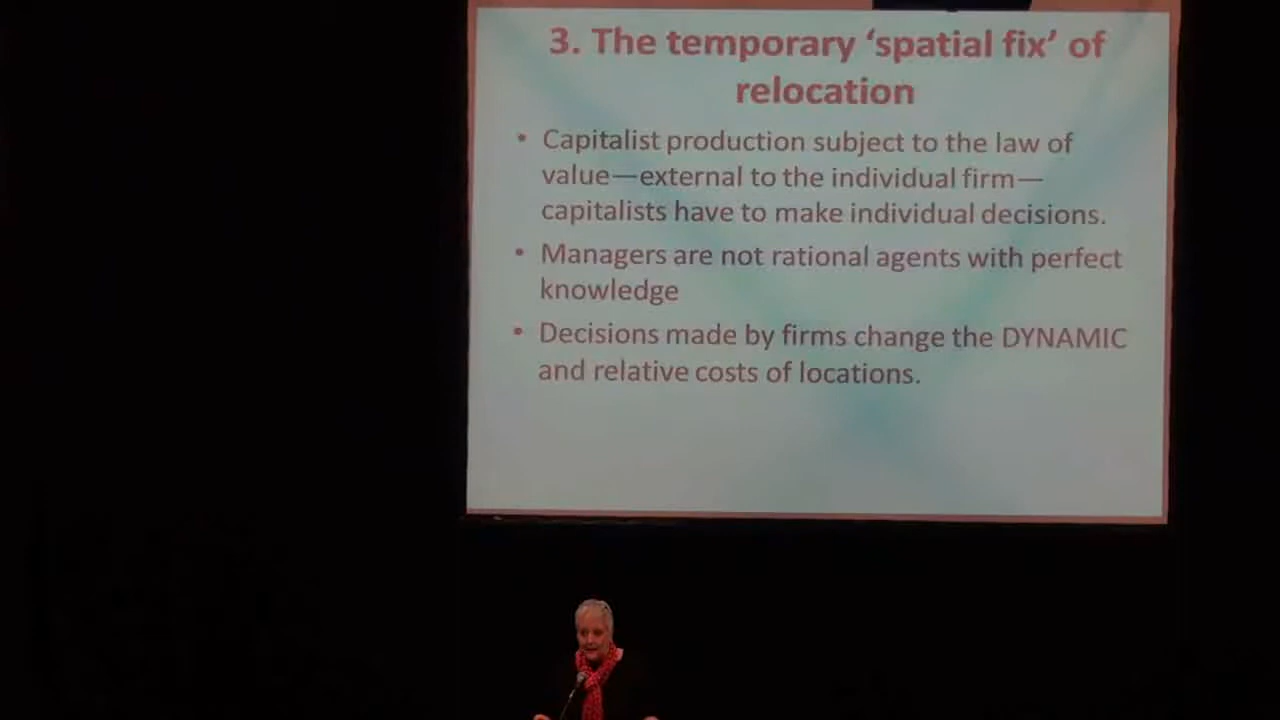 3. The temporary ‘spatial fix’ of
relocation
• Capitalist production subject to the law of
value—external to the individual firm—
capitalists have to make individual decisions.
• Managers are not rational agents with perfect
knowledge
• Decisions made by firms change the DYNAMIC
and relative costs of locations.